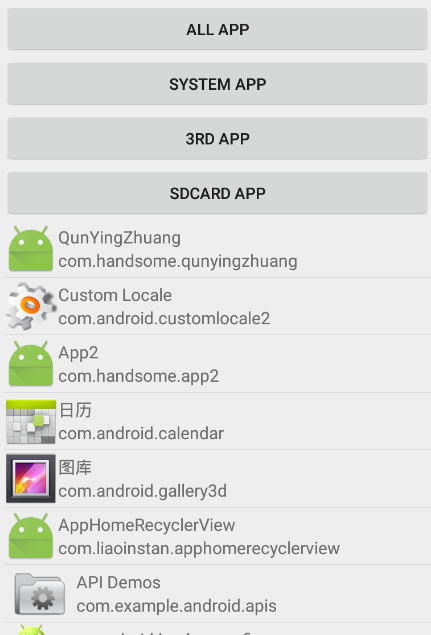 ALL APP
SYSTEM APP
3RD APP
SDCARD APP
QunYingZhuang
com.handsome.qunyingzhuang
Custom Locale
com.android.customlocale2
App2
com.handsome.app2
日历
com.android.calendar
图库
com.android.gallery3d
AppHomeRecyclerView
com.liaoinstan.apphomerecyclerview
API Demos
com.example.android.apis